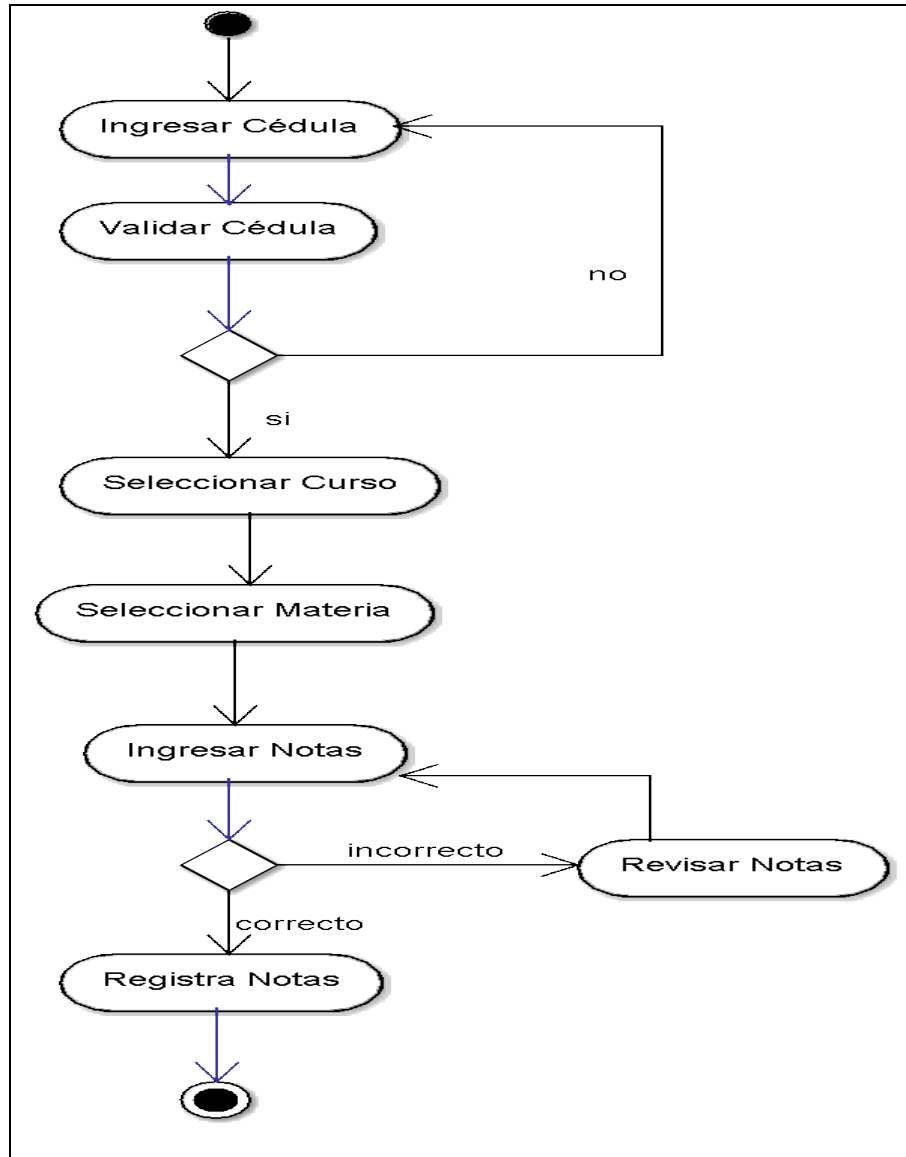 Ingresar Cédula
Validar Cédula
no
si
Seleccionar Curso
Seleccionar Materia
Ingresar Notas
incorrecto
Revisar Notas
correcto
Registra Notas